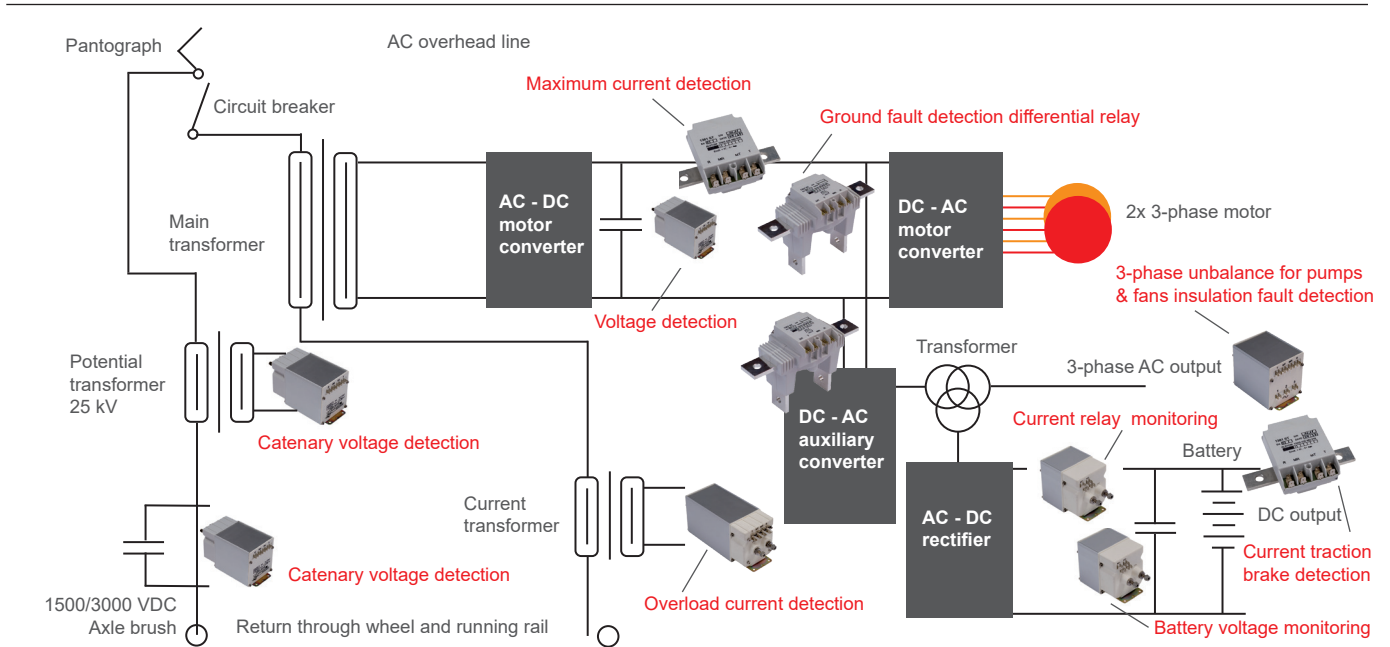 Pantograph
AC overhead line
Circuit breaker
Maximum current detection
Ground fault detection differential relay
Main
transformer
AC - DC
motor
converter
DC - AC
motor
converter
2x 3-phase motor
3-phase unbalance for pumps
& fans insulation fault detection
Voltage detection
Potential
transformer
25 kV
Catenary voltage detection
Transformer
3-phase AC output
DC - AC
auxiliary
converter
Current relay monitoring
Battery
Current
transformer
AC - DC
rectifier
DC output
Current traction
brake detection
Catenary voltage detection
Overload current detection
1500/3000 VDC
Axle brush
Return through wheel and running rail
Battery voltage monitoring